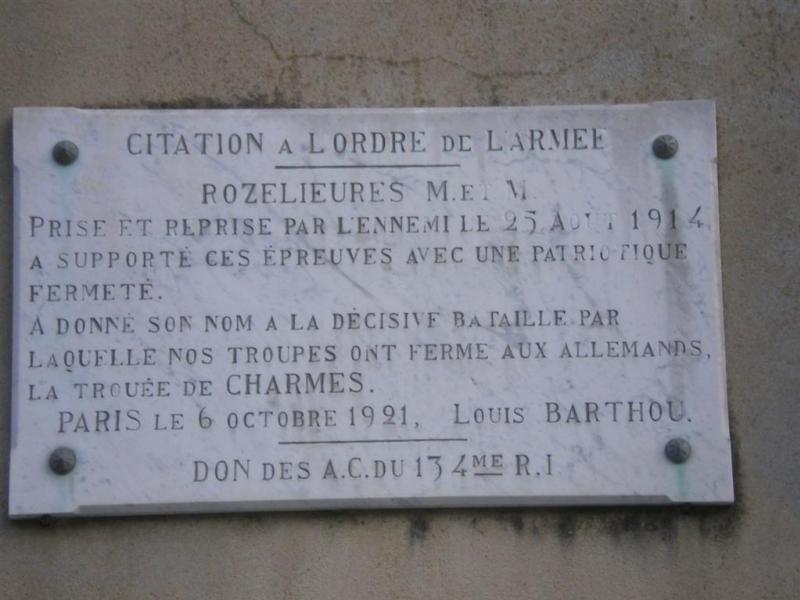 CITATION A L'ORDRE DE L'ARMEE
ROZELIEURES M. ET M.
PRISE ET REPRISE PAR L'ENNEMI LE 25 AOUT 1914
A SUPPORTÉ CES ÉPREUVES AVEC UNE PATRIOTIQUE
FERMETÉ.
A DONNÉ SON NOM A LA DÉCISIVE BATAILLE PAR
LAQUELLE NOS TROUPES ONT FERME AUX ALLEMANDS,
LA TROUÉE DE CHARMES.
PARIS LE 6 OCTOBRE 1921, LOUIS BARTHOU.
DON DES A.C. DU 134ME R.I